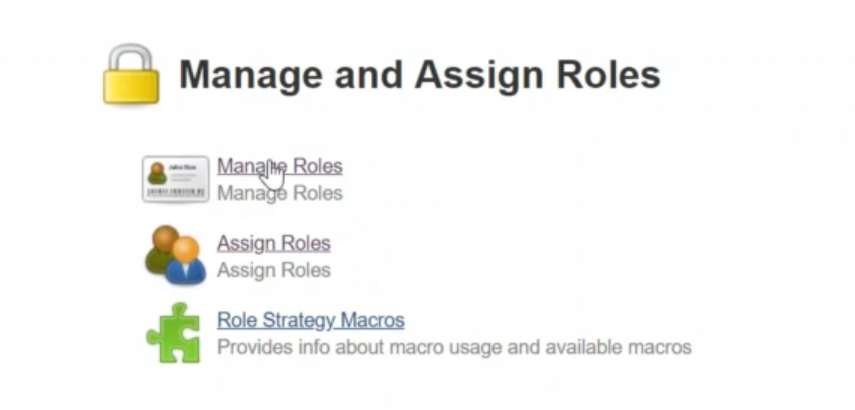 Manage and Assign Roles
Manage Roles
Manage Roles
Assign Roles
Assign Roles
Role Strategy Macros
Provides info about macro usage and available macros